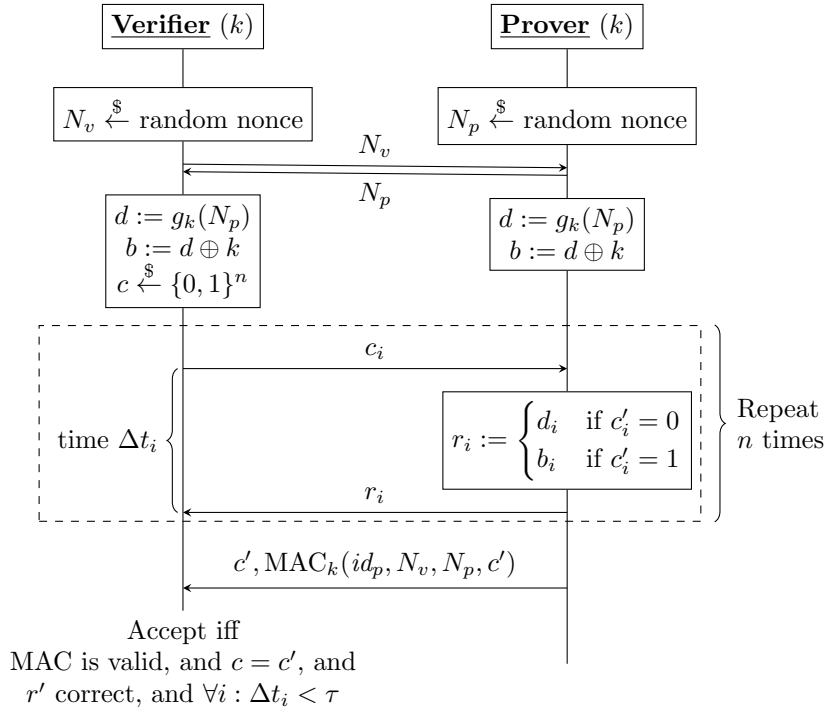 Verifier (k)
Prover (k)
N_v ←$ random nonce
N_p ←$ random nonce
N_v
N_p
d := g_k(N_p)
b := d ⊕ k
c ←$ {0, 1}^n
d := g_k(N_p)
b := d ⊕ k
c_i
time Δt_i
r_i := { d_i if c'_i = 0
b_i if c'_i = 1
Repeat
n times
r_i
c', MAC_k(id_p, N_v, N_p, c')
Accept iff
MAC is valid, and c = c', and
r' correct, and ∀i : Δt_i < τ